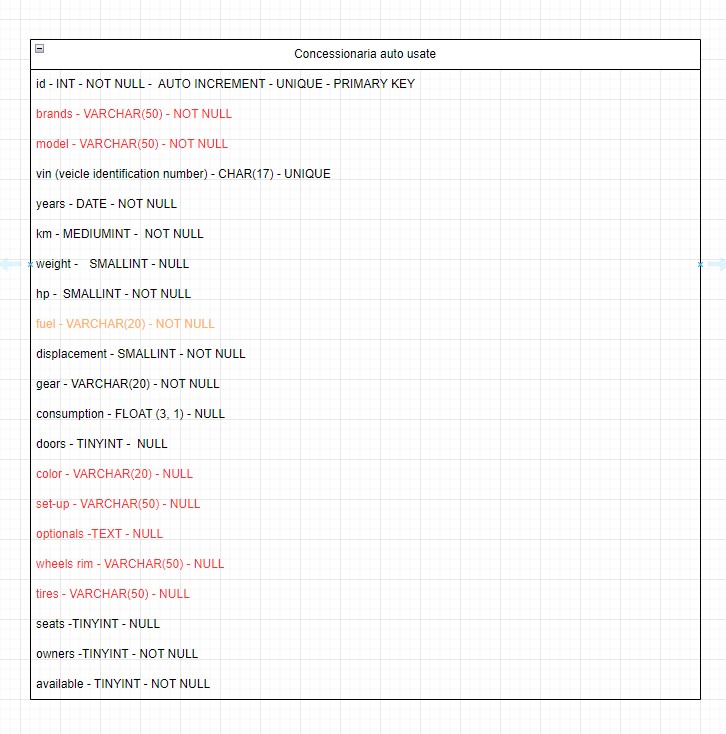 Concessionaria auto usate
id - INT - NOT NULL - AUTO INCREMENT - UNIQUE - PRIMARY KEY
brands - VARCHAR(50) - NOT NULL
model - VARCHAR(50) - NOT NULL
vin (veicle identification number) - CHAR(17) - UNIQUE
years - DATE - NOT NULL
km - MEDIUMINT - NOT NULL
weight - SMALLINT - NULL
hp - SMALLINT - NOT NULL
fuel - VARCHAR(20) - NOT NULL
displacement - SMALLINT - NOT NULL
gear - VARCHAR(20) - NOT NULL
consumption - FLOAT (3, 1) - NULL
doors - TINYINT - NULL
color - VARCHAR(20) - NULL
set-up - VARCHAR(50) - NULL
optionals -TEXT - NULL
wheels rim - VARCHAR(50) - NULL
tires - VARCHAR(50) - NULL
seats -TINYINT - NULL
owners -TINYINT - NOT NULL
available - TINYINT - NOT NULL